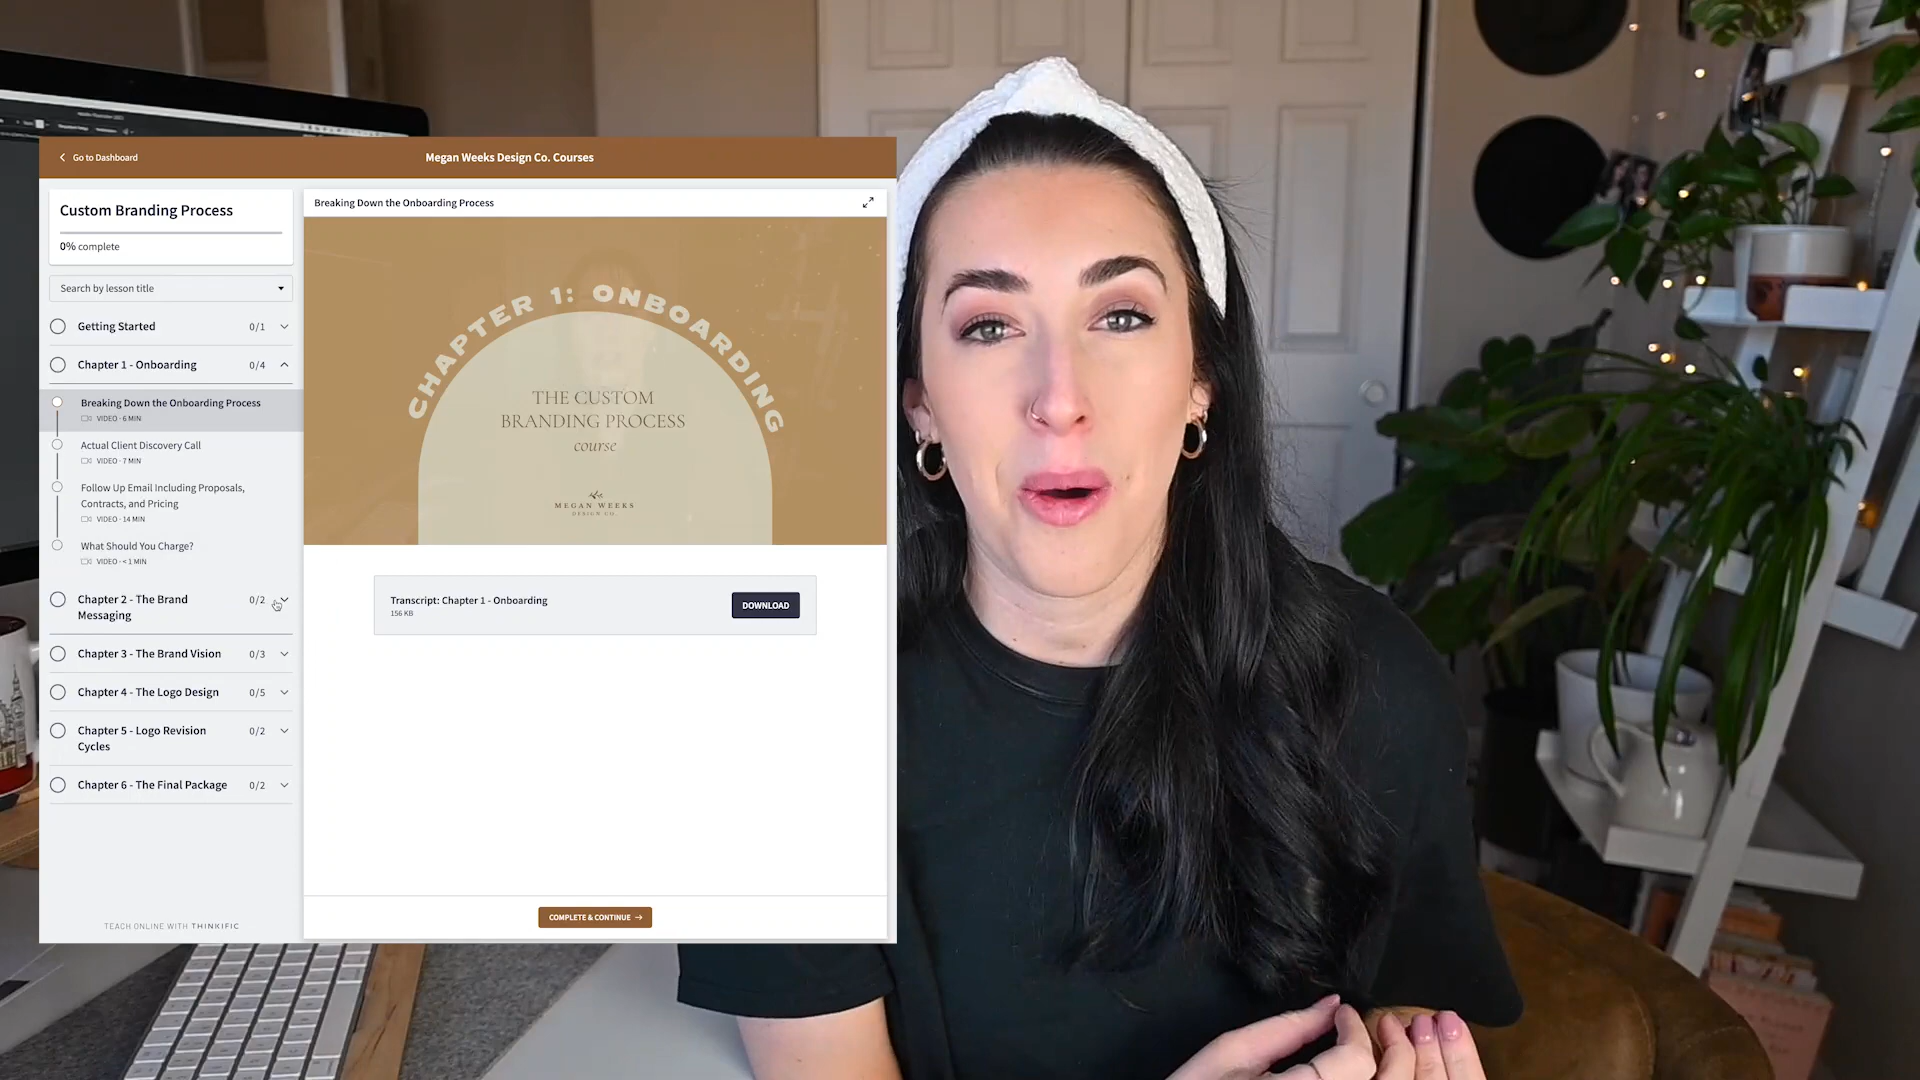 Go to Dashboard
Megan Weeks Design Co. Courses
Custom Branding Process
0% complete
Search by lesson title
Getting Started 0/1
Chapter 1 - Onboarding 0/4
Breaking Down the Onboarding Process
VIDEO · 6 MIN
Actual Client Discovery Call
VIDEO · 7 MIN
Follow Up Email Including Proposals,
Contracts, and Pricing
VIDEO · 14 MIN
What Should You Charge?
VIDEO · < 1 MIN
Chapter 2 - The Brand 0/2
Messaging
Chapter 3 - The Brand Vision 0/3
Chapter 4 - The Logo Design 0/5
Chapter 5 - Logo Revision 0/2
Cycles
Chapter 6 - The Final Package 0/2
TEACH ONLINE WITH THINKIFIC
Breaking Down the Onboarding Process
CHAPTER 1: ONBOARDING
THE CUSTOM
BRANDING PROCESS
course
MEGAN WEEKS
DESIGN CO.
Transcript: Chapter 1 - Onboarding
156 KB
DOWNLOAD
COMPLETE & CONTINUE →